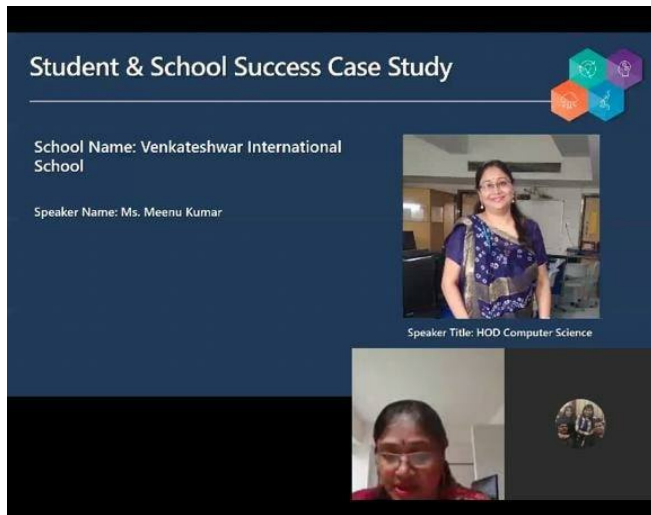 Student & School Success Case Study
School Name: Venkateshwar International
School
Speaker Name: Ms. Meenu Kumar
Speaker Title: HOD Computer Science